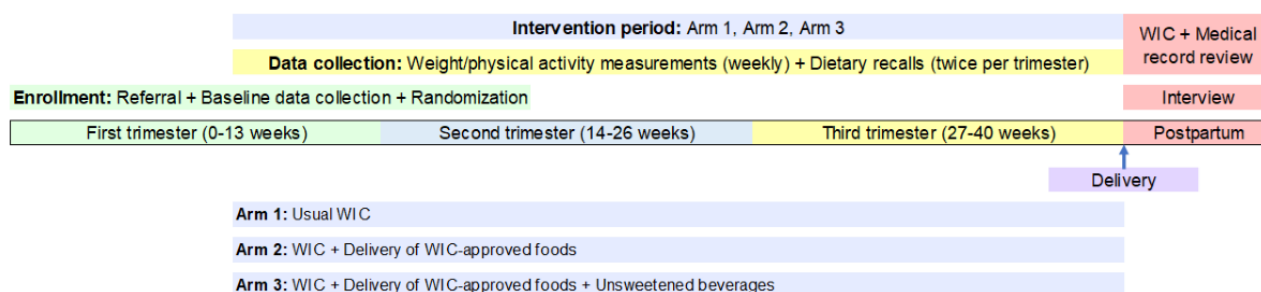 Intervention period: Arm 1, Arm 2, Arm 3
WIC + Medical
record review
Data collection: Weight/physical activity measurements (weekly) + Dietary recalls (twice per trimester)
Enrollment: Referral + Baseline data collection + Randomization
Interview
First trimester (0-13 weeks)
Second trimester (14-26 weeks)
Third trimester (27-40 weeks)
Postpartum
Delivery
Arm 1: Usual WIC
Arm 2: WIC + Delivery of WIC-approved foods
Arm 3: WIC + Delivery of WIC-approved foods + Unsweetened beverages